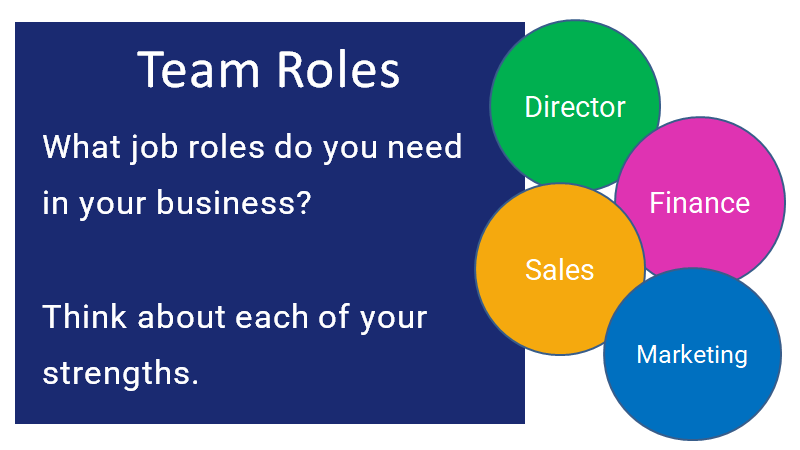 Team Roles
What job roles do you need
in your business?
Think about each of your
strengths.
Director
Finance
Sales
Marketing